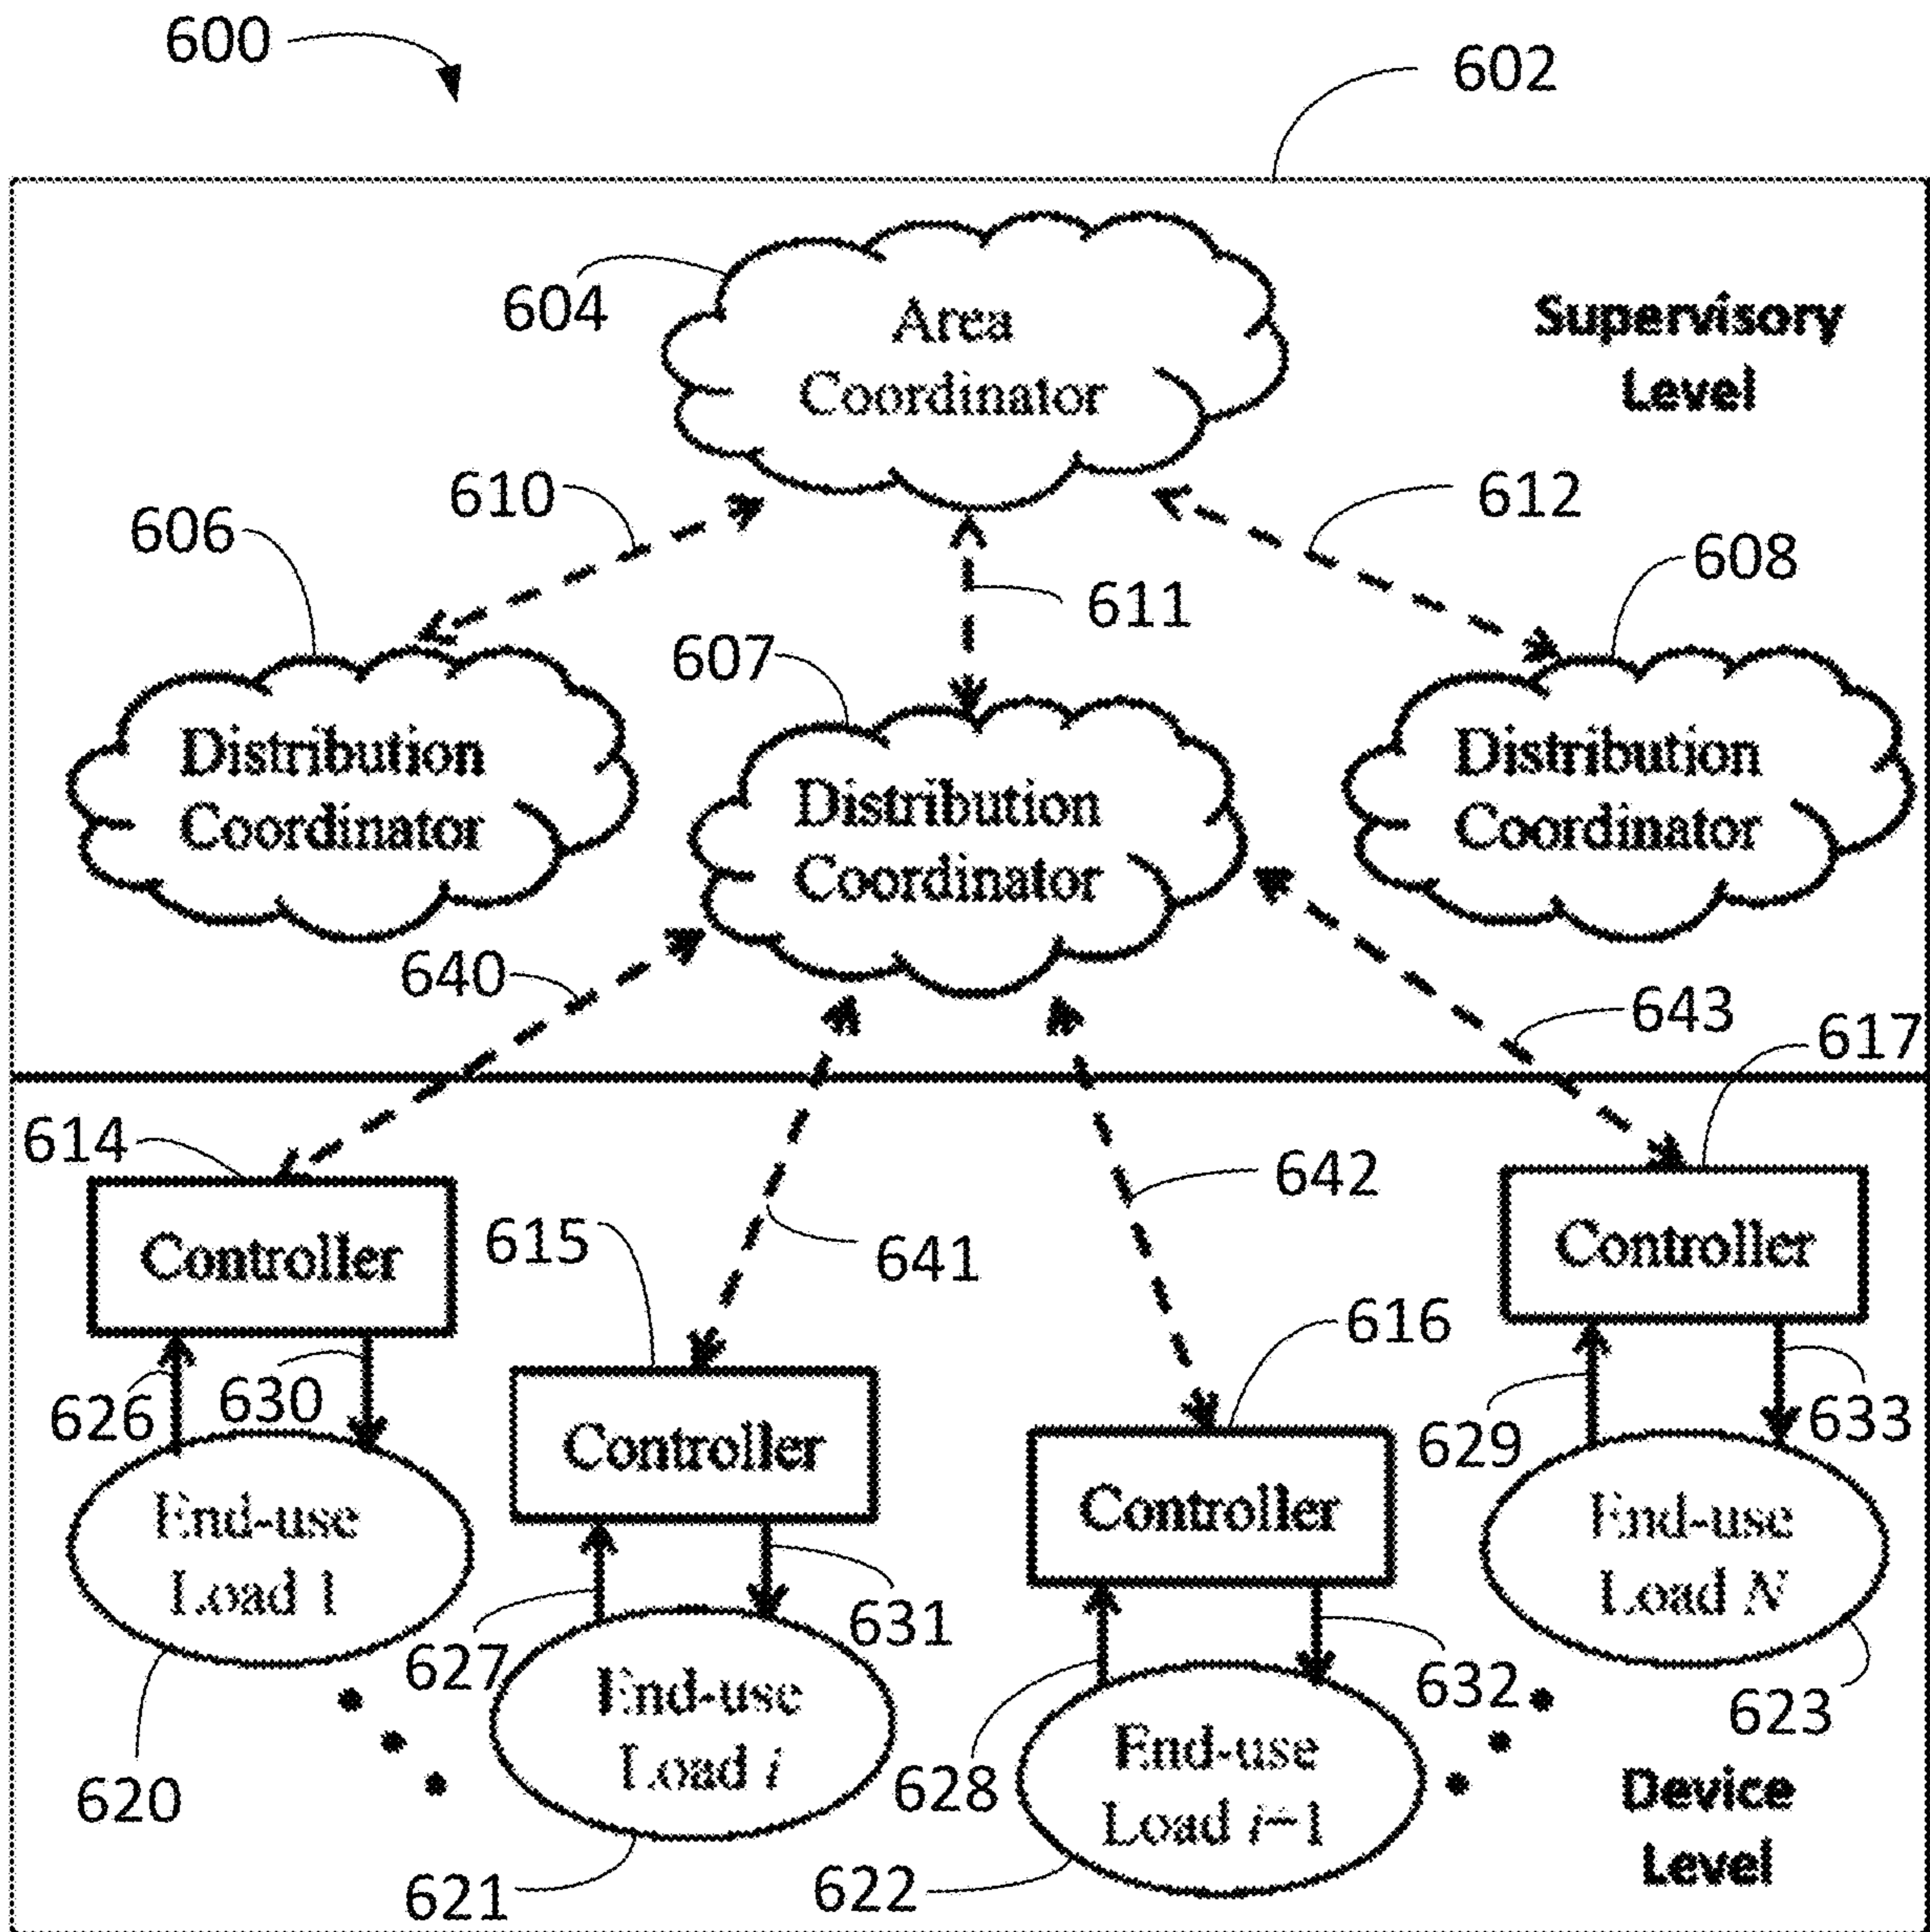 600
602
604
Area
Coordinator
Supervisory
Level
610
612
606
608
611
607
Distribution
Coordinator
Distribution
Coordinator
Distribution
Coordinator
640
643
617
614
642
615
641
Controller
Controller
616
626
630
Controller
629
633
Controller
End-use
Load 1
End-use
Load N
627
631
632
623
End-use
Load i
628
End-use
620
621
622
Device
Level